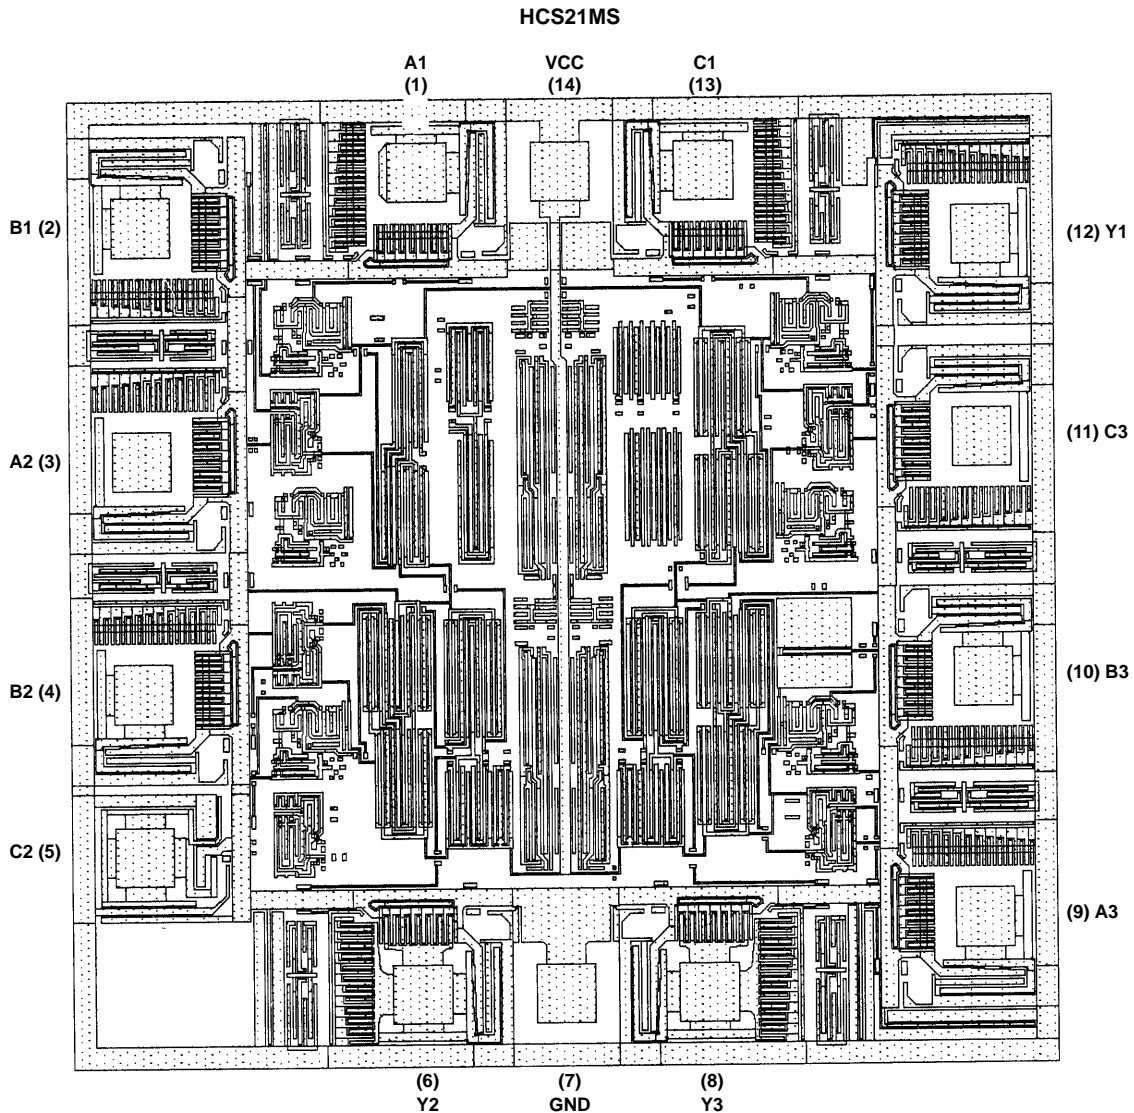 HCS21MS
A1 VCC C1
(1) (14) (13)
B1 (2)
(12) Y1
A2 (3)
(11) C3
B2 (4)
(10) B3
C2 (5)
(9) A3
(6) (7) (8)
Y2 GND Y3